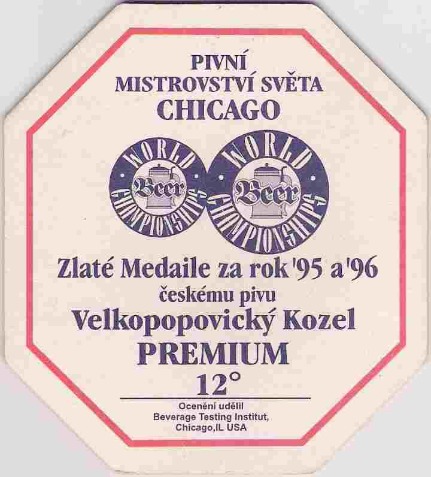 PIVNÍ
MISTROVSTVÍ SVĚTA
CHICAGO
WORLD
Beer
CHAMPIONSHIPS
WORLD
Beer
CHAMPIONSHIPS
Zlaté Medaile za rok '95 a '96
českému pivu
Velkopopovický Kozel
PREMIUM
12°
Ocenění udělil
Beverage Testing Institut,
Chicago,IL USA